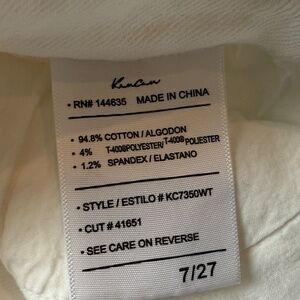 KanCan
• RN# 144635 MADE IN CHINA
• 94.8% COTTON / ALGODON
• 4% T-400®POLYESTER/ T-400® POLYESTER
• 1.2% SPANDEX / ELASTANO
• STYLE / ESTILO # KC7350WT
• CUT # 41651
• SEE CARE ON REVERSE
7/27